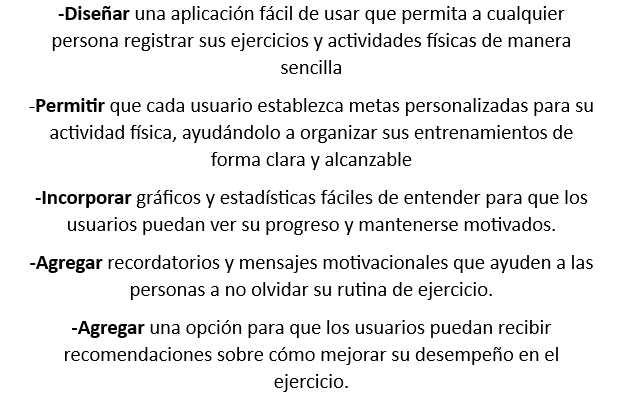 -Diseñar una aplicación fácil de usar que permita a cualquier
persona registrar sus ejercicios y actividades físicas de manera
sencilla
-Permitir que cada usuario establezca metas personalizadas para su
actividad física, ayudándolo a organizar sus entrenamientos de
forma clara y alcanzable
-Incorporar gráficos y estadísticas fáciles de entender para que los
usuarios puedan ver su progreso y mantenerse motivados.
-Agregar recordatorios y mensajes motivacionales que ayuden a las
personas a no olvidar su rutina de ejercicio.
-Agregar una opción para que los usuarios puedan recibir
recomendaciones sobre cómo mejorar su desempeño en el
ejercicio.